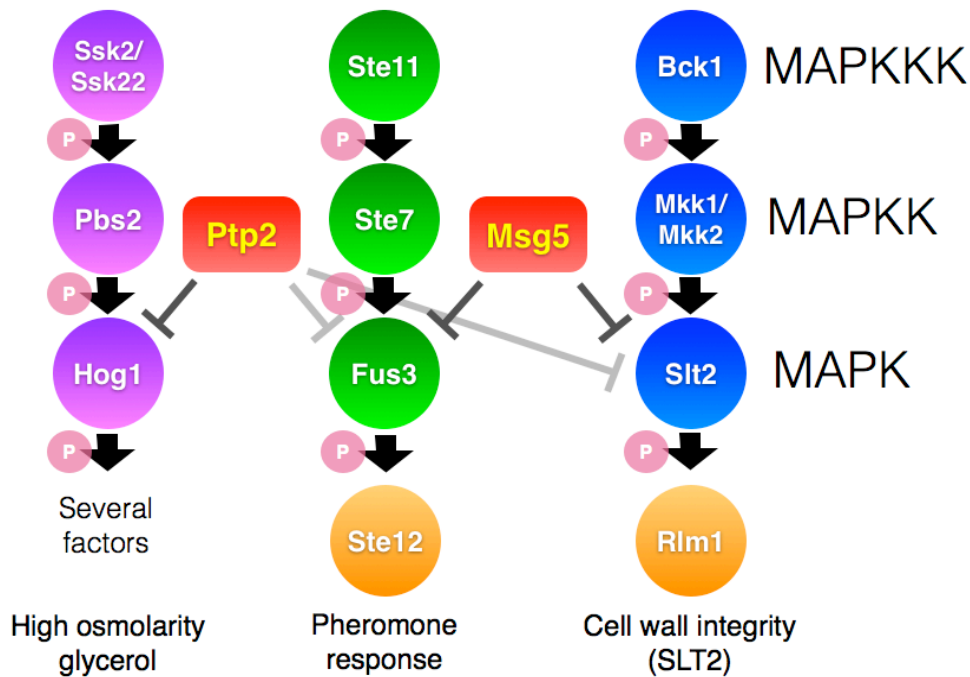 Ssk2/
Ssk22
Ste11
Bck1
MAPKKK
P
P
P
Pbs2
Ptp2
Ste7
Msg5
Mkk1/
Mkk2
MAPKK
P
P
P
Hog1
Fus3
Slt2
MAPK
P
P
P
Several
factors
Ste12
Rlm1
High osmolarity
glycerol
Pheromone
response
Cell wall integrity
(SLT2)